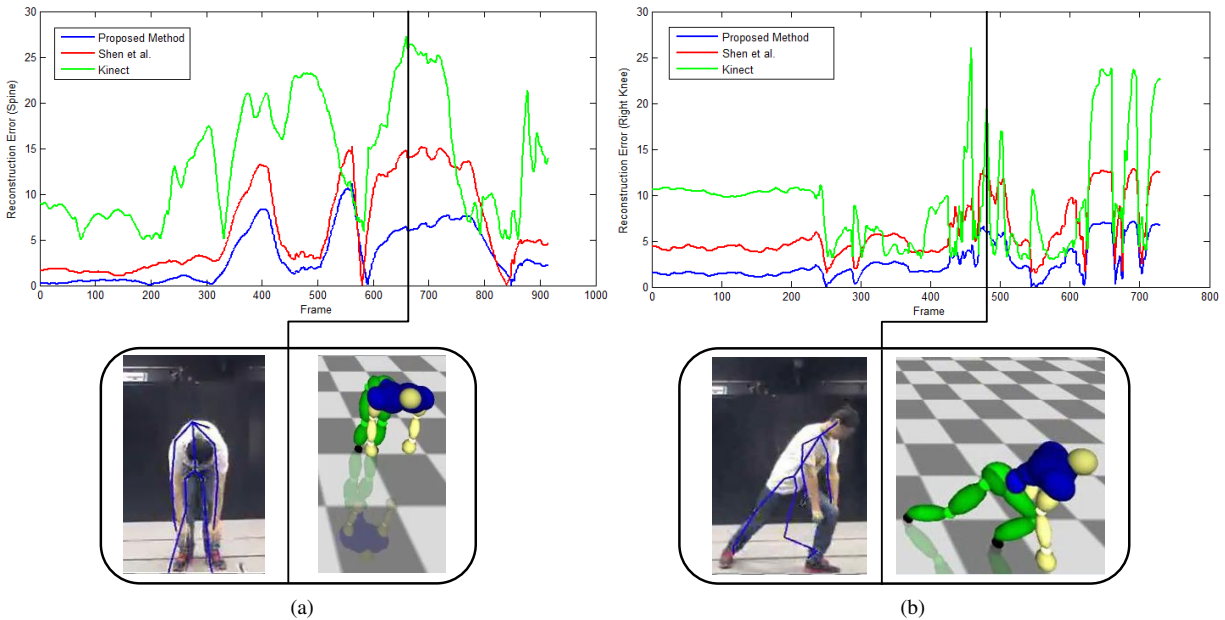 30
25
20
15
10
5
0
Reconstruction Error (Spine)
Proposed Method
Shen et al.
Kinect
0 100 200 300 400 500 600 700 800 900 1000
Frame
(a)
30
25
20
15
10
5
0
Reconstruction Error (Right Knee)
Proposed Method
Shen et al.
Kinect
0 100 200 300 400 500 600 700 800
Frame
(b)